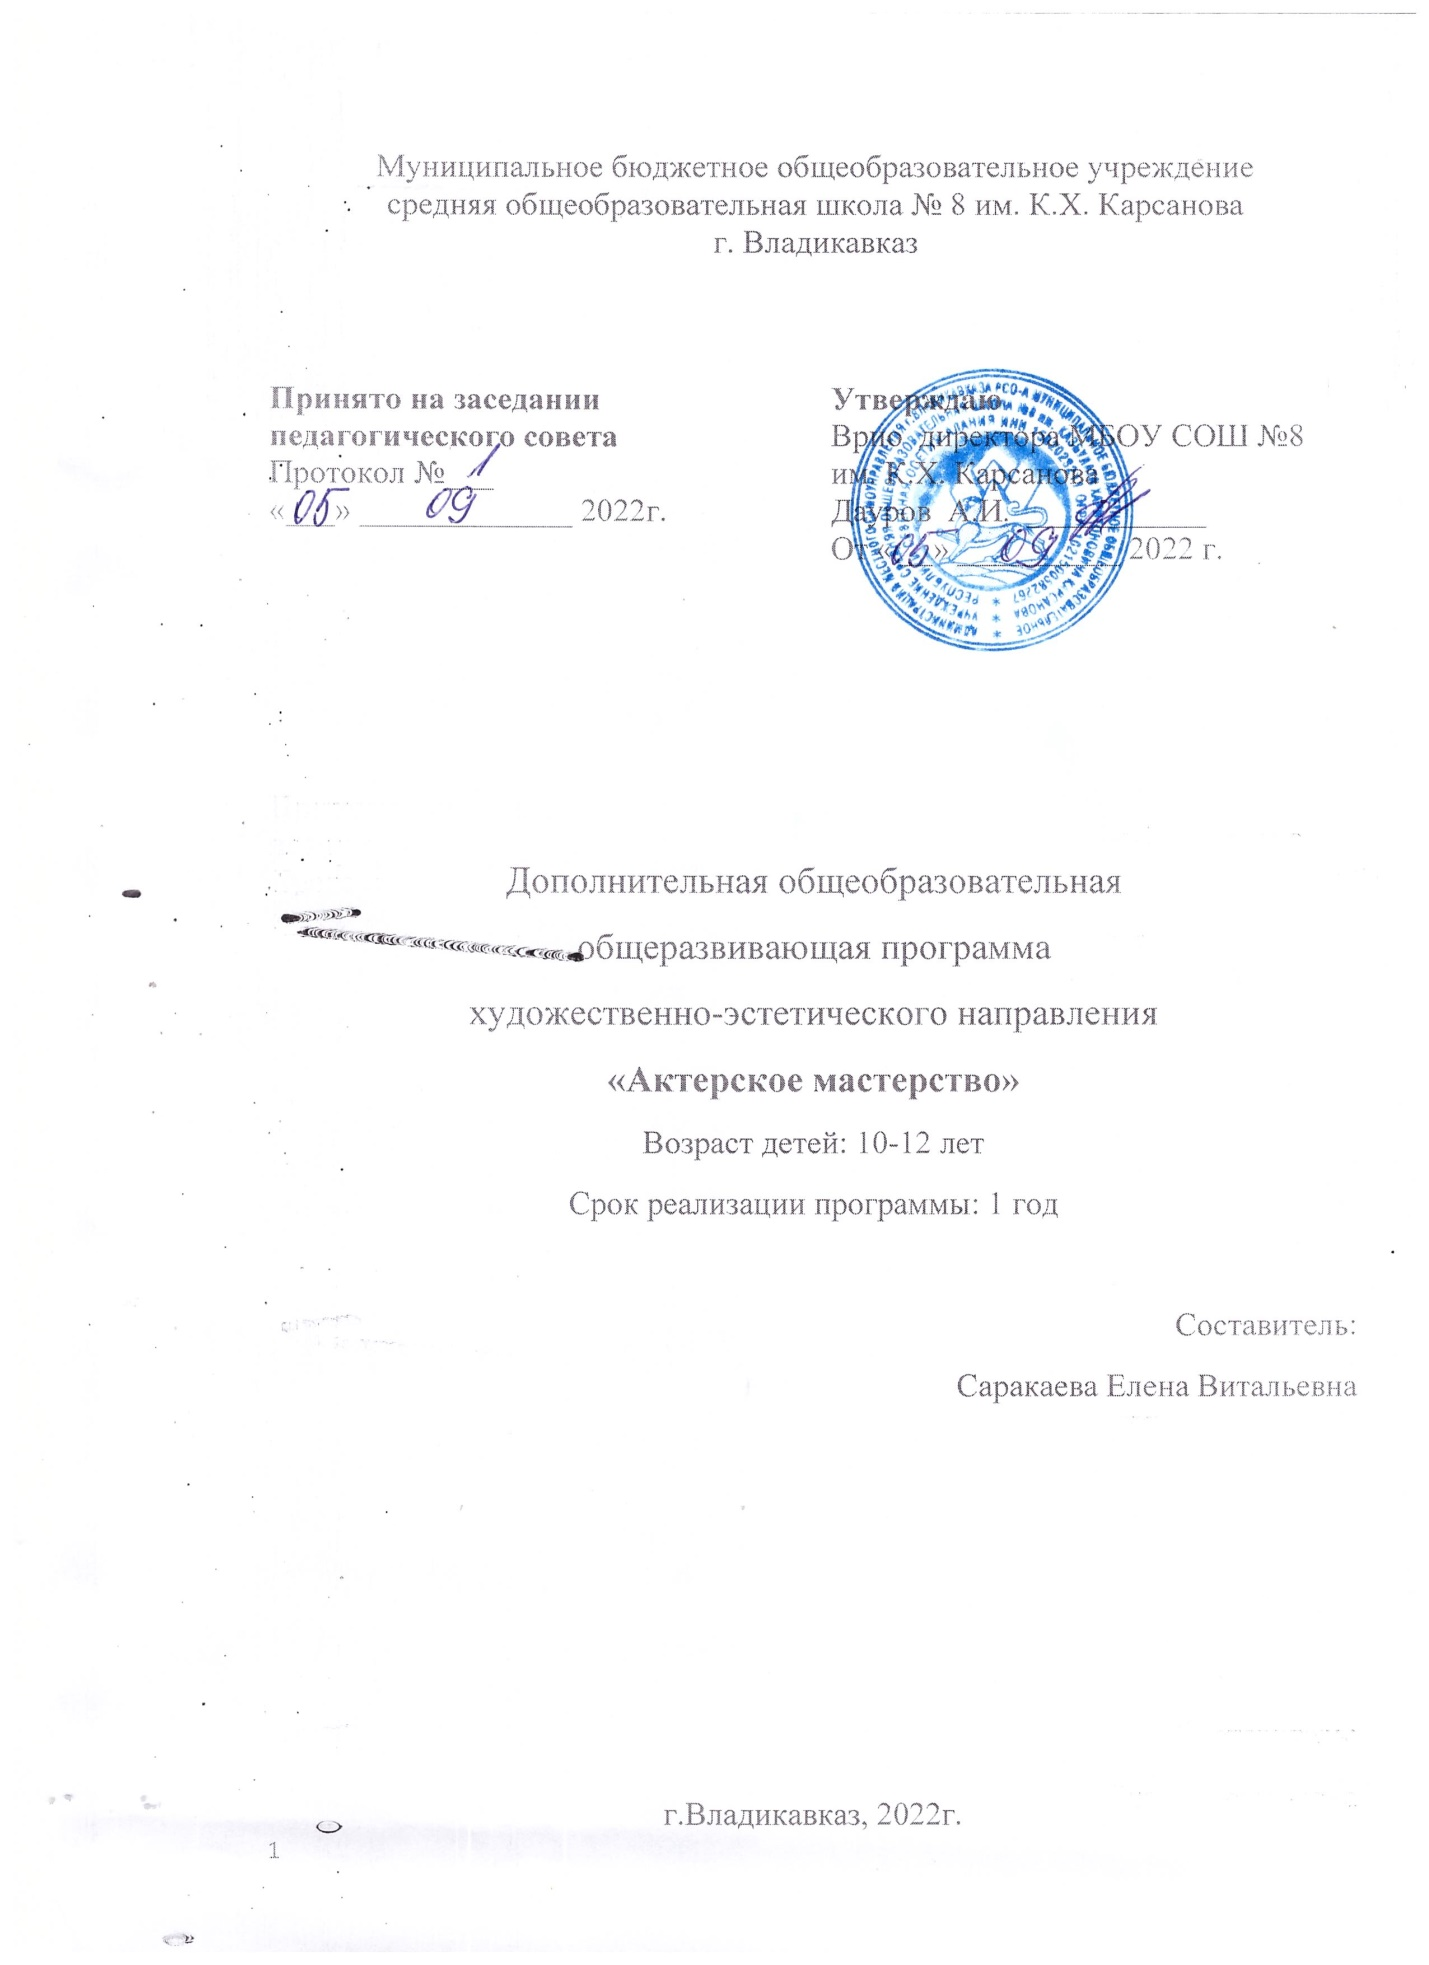 Муниципальное бюджетное общеобразовательное учреждение
средняя общеобразовательная школа № 8 им. К.Х. Карсанова
г. Владикавказ
Принято на заседании
педагогического совета
Протокол № 1
«05» 09 2022г.
Утверждаю
Врио директора МБОУ СОШ №8
им. К.Х. Карсанова
Дауров А.И.
От «05» 09 2022 г.
Дополнительная общеобразовательная
общеразвивающая программа
художественно-эстетического направления
«Актерское мастерство»
Возраст детей: 10-12 лет
Срок реализации программы: 1 год
Составитель:
Саракаева Елена Витальевна
г.Владикавказ, 2022г.
1